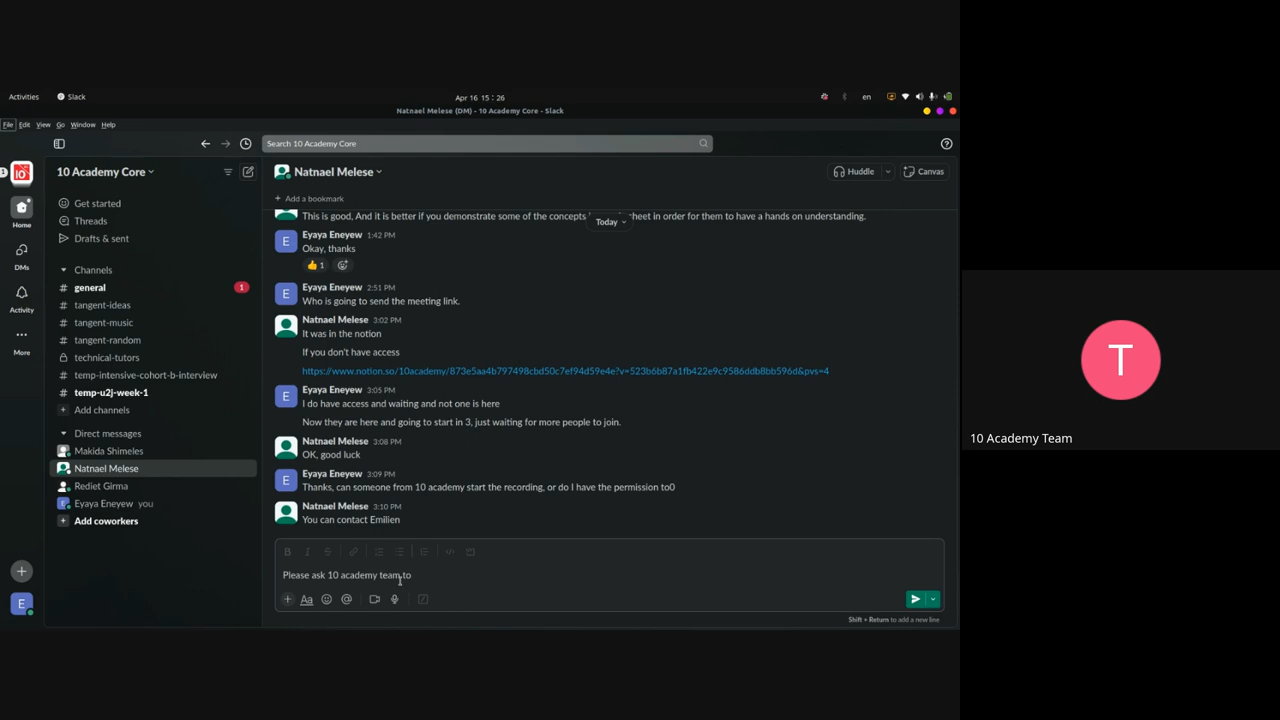 Activities
Slack
Apr 16 15 : 26
en
Natnael Melese (DM) - 10 Academy Core - Slack
File Edit View Go Window Help
Search 10 Academy Core
10 Academy Core
Natnael Melese
Huddle
Canvas
Add a bookmark
Get started
Threads
Drafts & sent
Home
DMs
Activity
More
Channels
general 1
tangent-ideas
tangent-music
tangent-random
technical-tutors
temp-intensive-cohort-b-interview
temp-u2j-week-1
Add channels
Direct messages
Makida Shimeles
Natnael Melese
Rediet Girma
Eyaya Eneyew you
Add coworkers
E
This is good, And it is better if you demonstrate some of the concepts sheet in order for them to have a hands on understanding.
Today
E
Eyaya Eneyew 1:42 PM
Okay, thanks
1
E
Eyaya Eneyew 2:51 PM
Who is going to send the meeting link.
Natnael Melese 3:02 PM
It was in the notion
If you don't have access
https://www.notion.so/10academy/873e5aa4b797498cbd50c7ef94d59e4e?v=523b6b87a1fb422e9c9586ddb8bb596d&pvs=4
E
Eyaya Eneyew 3:05 PM
I do have access and waiting and not one is here
Now they are here and going to start in 3, just waiting for more people to join.
Natnael Melese 3:08 PM
OK, good luck
E
Eyaya Eneyew 3:09 PM
Thanks, can someone from 10 academy start the recording, or do I have the permission to0
Natnael Melese 3:10 PM
You can contact Emilien
Please ask 10 academy team to
Aa
Shift + Return to add a new line
T
10 Academy Team